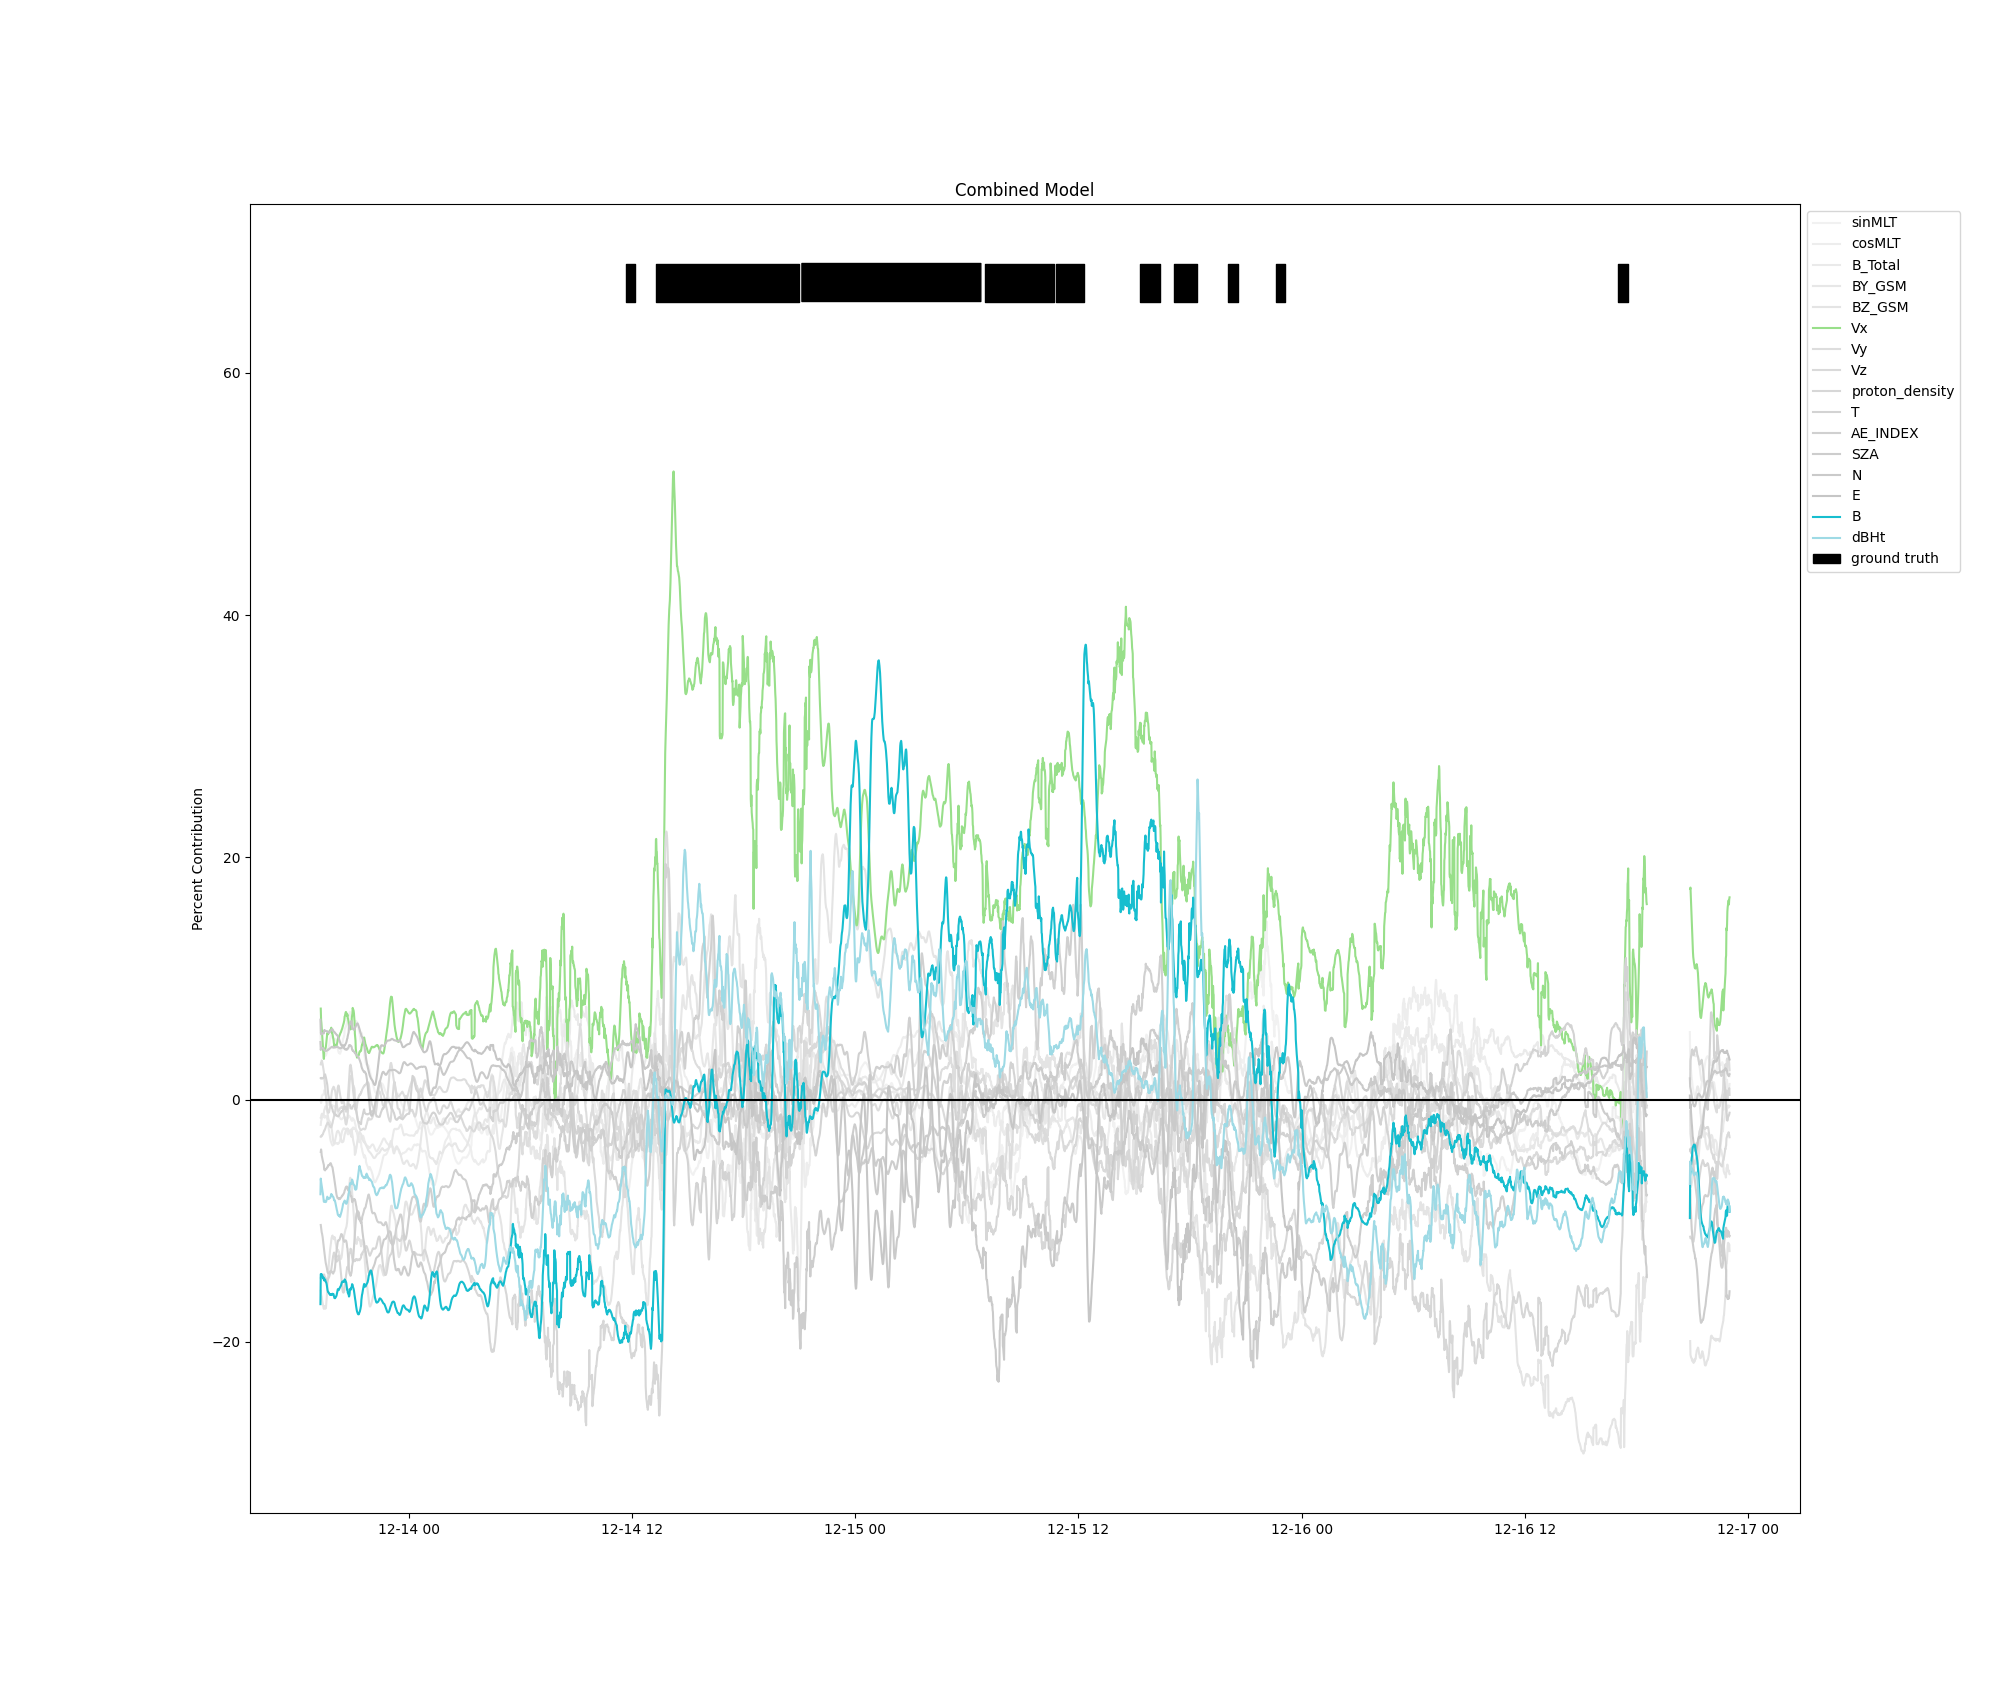 Combined Model
sinMLT
cosMLT
B_Total
BY_GSM
BZ_GSM
Vx
Vy
Vz
proton_density
T
AE_INDEX
SZA
N
E
B
dBHt
ground truth
Percent Contribution
60
40
20
0
−20
12-14 00
12-14 12
12-15 00
12-15 12
12-16 00
12-16 12
12-17 00